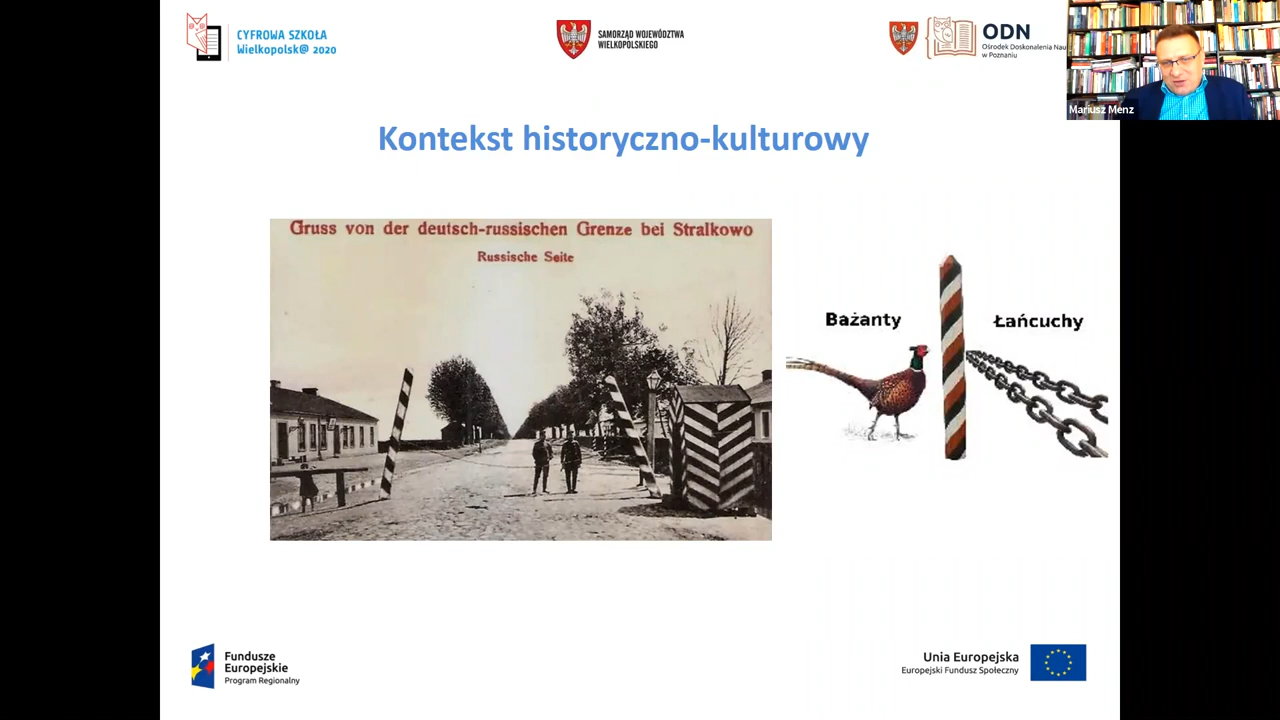 CYFROWA SZKOŁA
Wielkopolsk@ 2020
SAMORZĄD WOJEWÓDZTWA
WIELKOPOLSKIEGO
ODN
Ośrodek Doskonalenia Nau
w Poznaniu
Mariusz Menz
Kontekst historyczno-kulturowy
Gruss von der deutsch-russischen Grenze bei Stralkowo
Russische Seite
Bażanty
Łańcuchy
Fundusze
Europejskie
Program Regionalny
Unia Europejska
Europejski Fundusz Społeczny